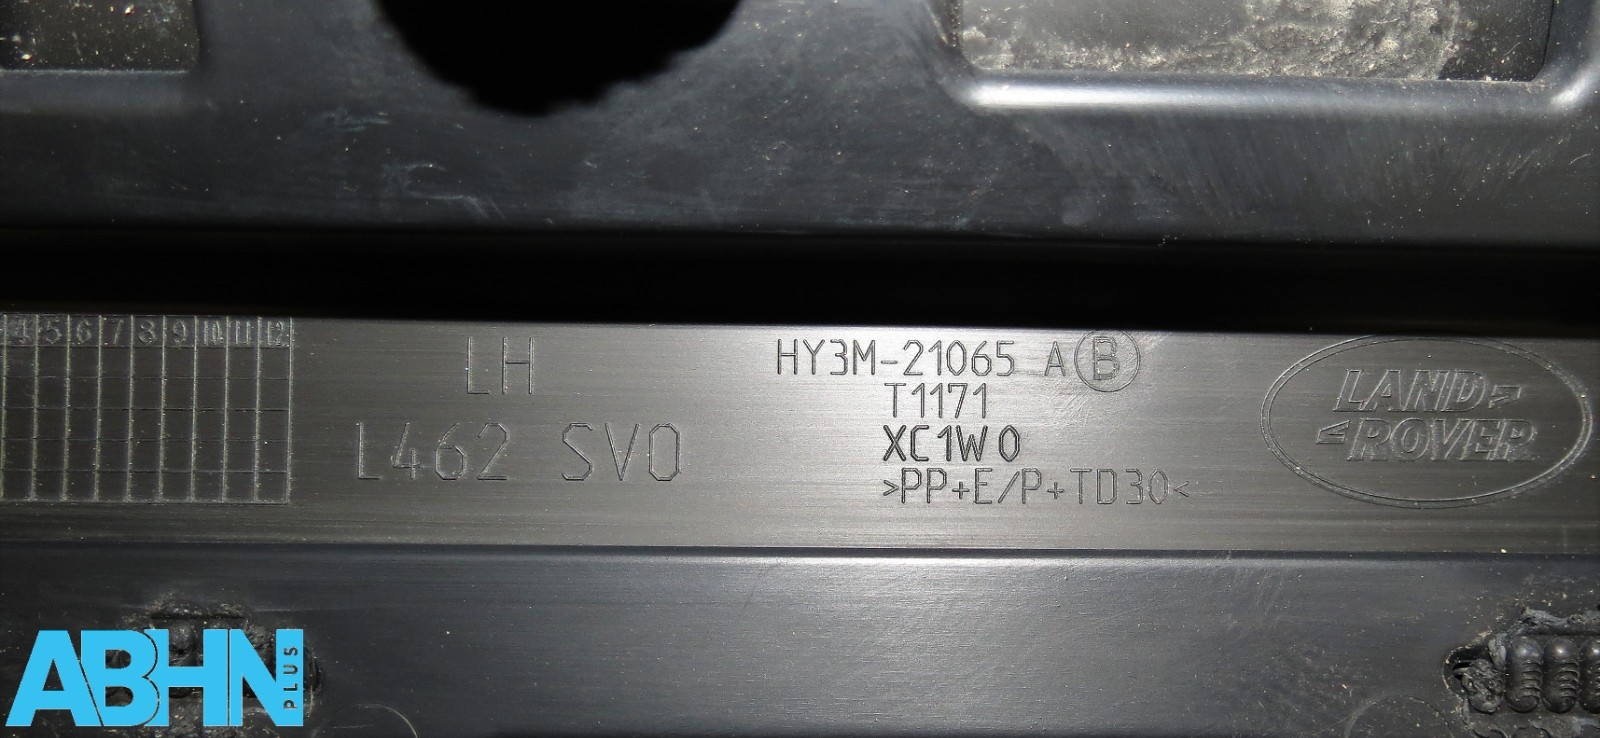 4 5 6 7 8 9 10 11 12
LH
L462 SVO
HY3M-21065 A B
T1171
XC1W0
>PP+E/P+TD30<
LAND
ROVER
ABHN
PLUS